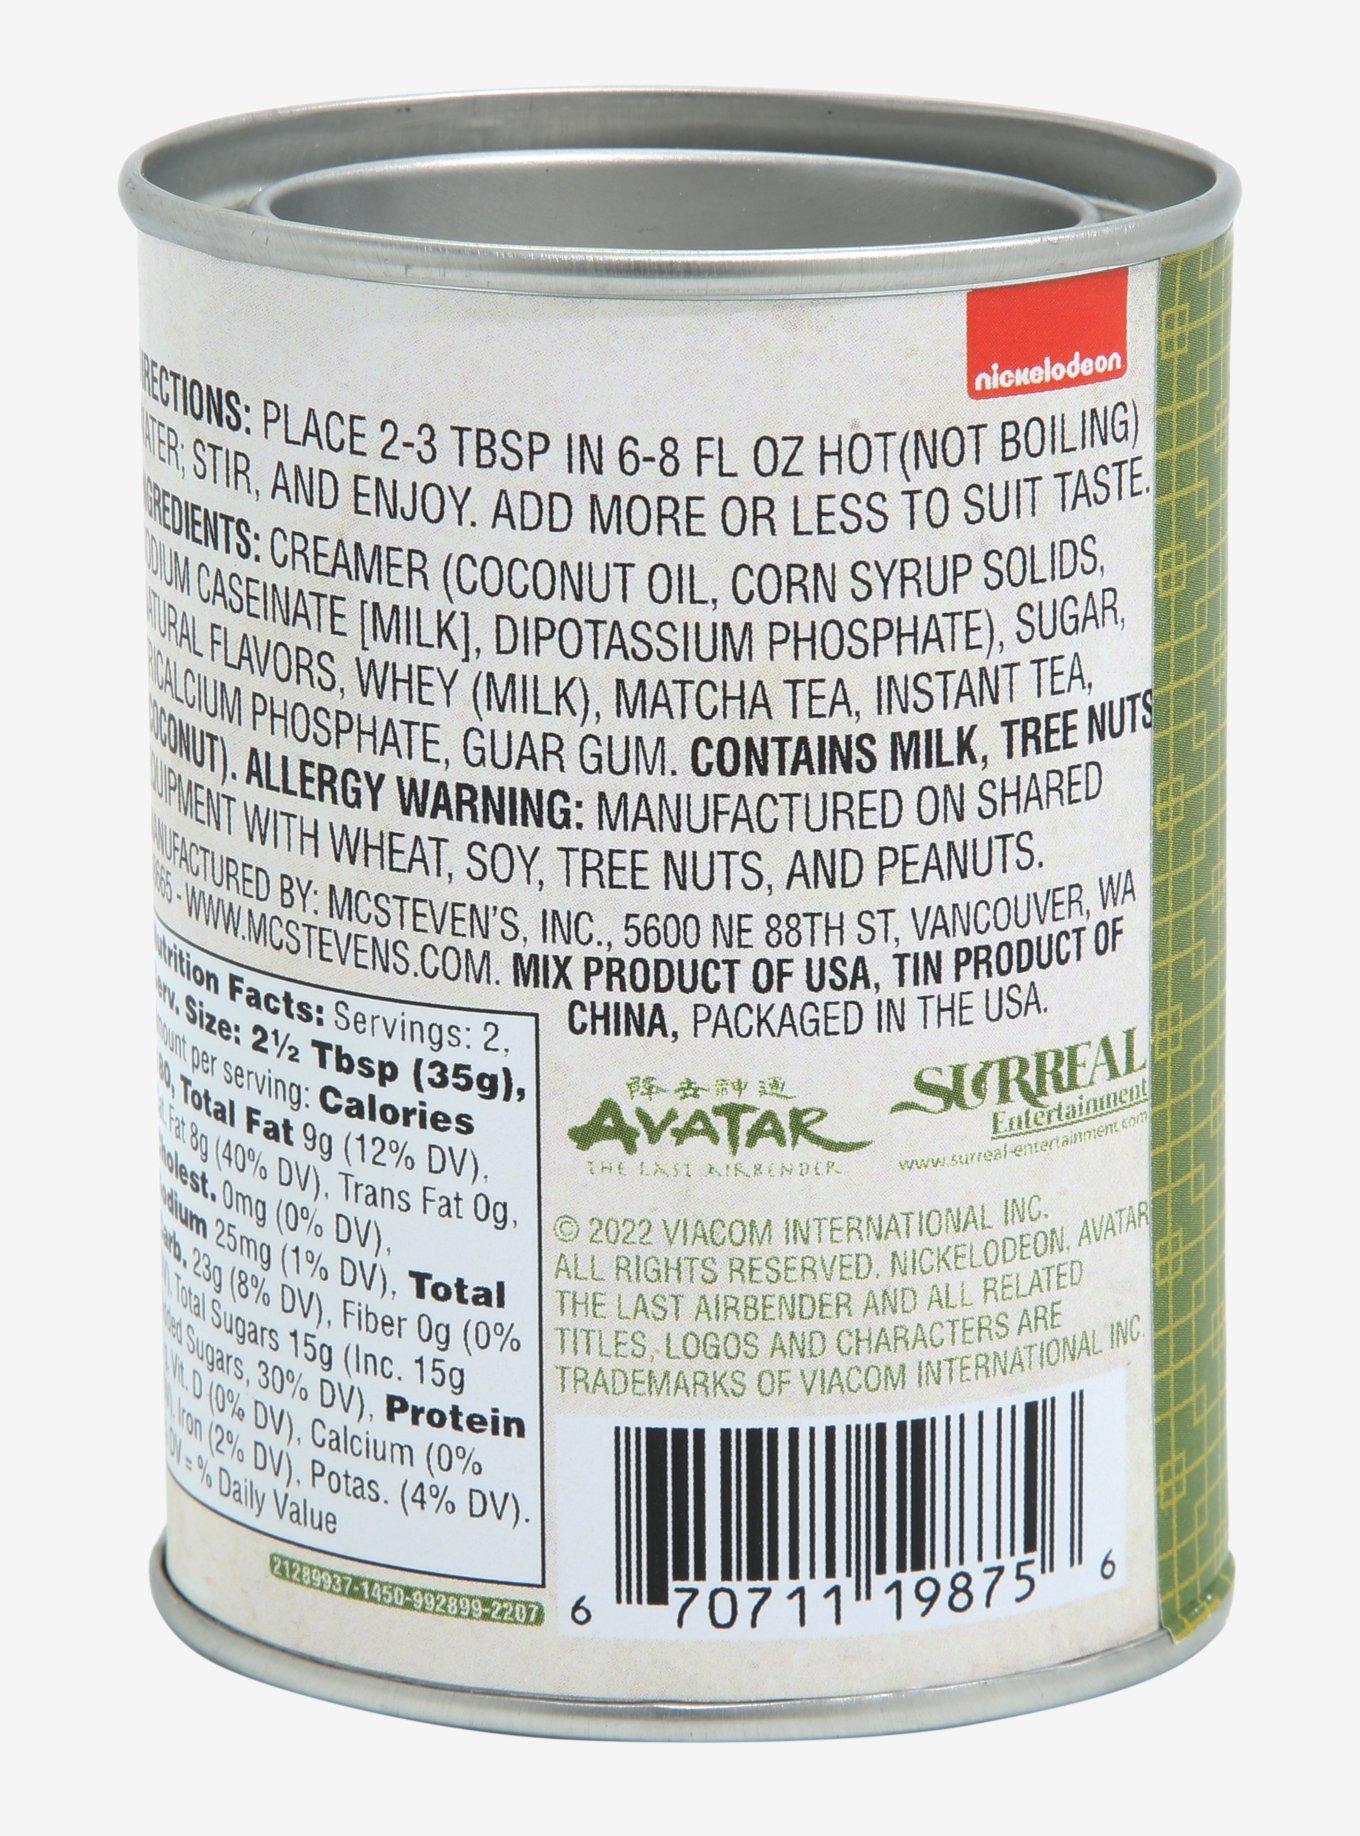 nickelodeon
RECTIONS: PLACE 2-3 TBSP IN 6-8 FL OZ HOT(NOT BOILING)
ATER; STIR, AND ENJOY. ADD MORE OR LESS TO SUIT TASTE.
GREDIENTS: CREAMER (COCONUT OIL, CORN SYRUP SOLIDS,
ODIUM CASEINATE [MILK], DIPOTASSIUM PHOSPHATE), SUGAR,
ATURAL FLAVORS, WHEY (MILK), MATCHA TEA, INSTANT TEA,
RICALCIUM PHOSPHATE, GUAR GUM. CONTAINS MILK, TREE NUTS
OCONUT). ALLERGY WARNING: MANUFACTURED ON SHARED
QUIPMENT WITH WHEAT, SOY, TREE NUTS, AND PEANUTS.
ANUFACTURED BY: MCSTEVEN'S, INC., 5600 NE 88TH ST, VANCOUVER, WA
665 - WWW.MCSTEVENS.COM. MIX PRODUCT OF USA, TIN PRODUCT OF
CHINA, PACKAGED IN THE USA.
utrition Facts: Servings: 2,
erv. Size: 2½ Tbsp (35g),
mount per serving: Calories
80, Total Fat 9g (12% DV),
t. Fat 8g (40% DV), Trans Fat 0g,
holest. 0mg (0% DV),
odium 25mg (1% DV), Total
arb. 23g (8% DV), Fiber 0g (0%
Total Sugars 15g (Inc. 15g
ded Sugars, 30% DV), Protein
Vit. D (0% DV), Calcium (0%
Iron (2% DV), Potas. (4% DV).
DV = % Daily Value
21289937-1450-992899-2207
降去神通
AVATAR
THE LAST AIRBENDER
SURREAL
Entertainment
www.surreal-entertainment.com
© 2022 VIACOM INTERNATIONAL INC.
ALL RIGHTS RESERVED. NICKELODEON, AVATAR
THE LAST AIRBENDER AND ALL RELATED
TITLES, LOGOS AND CHARACTERS ARE
TRADEMARKS OF VIACOM INTERNATIONAL INC.
6 70711 19875 6